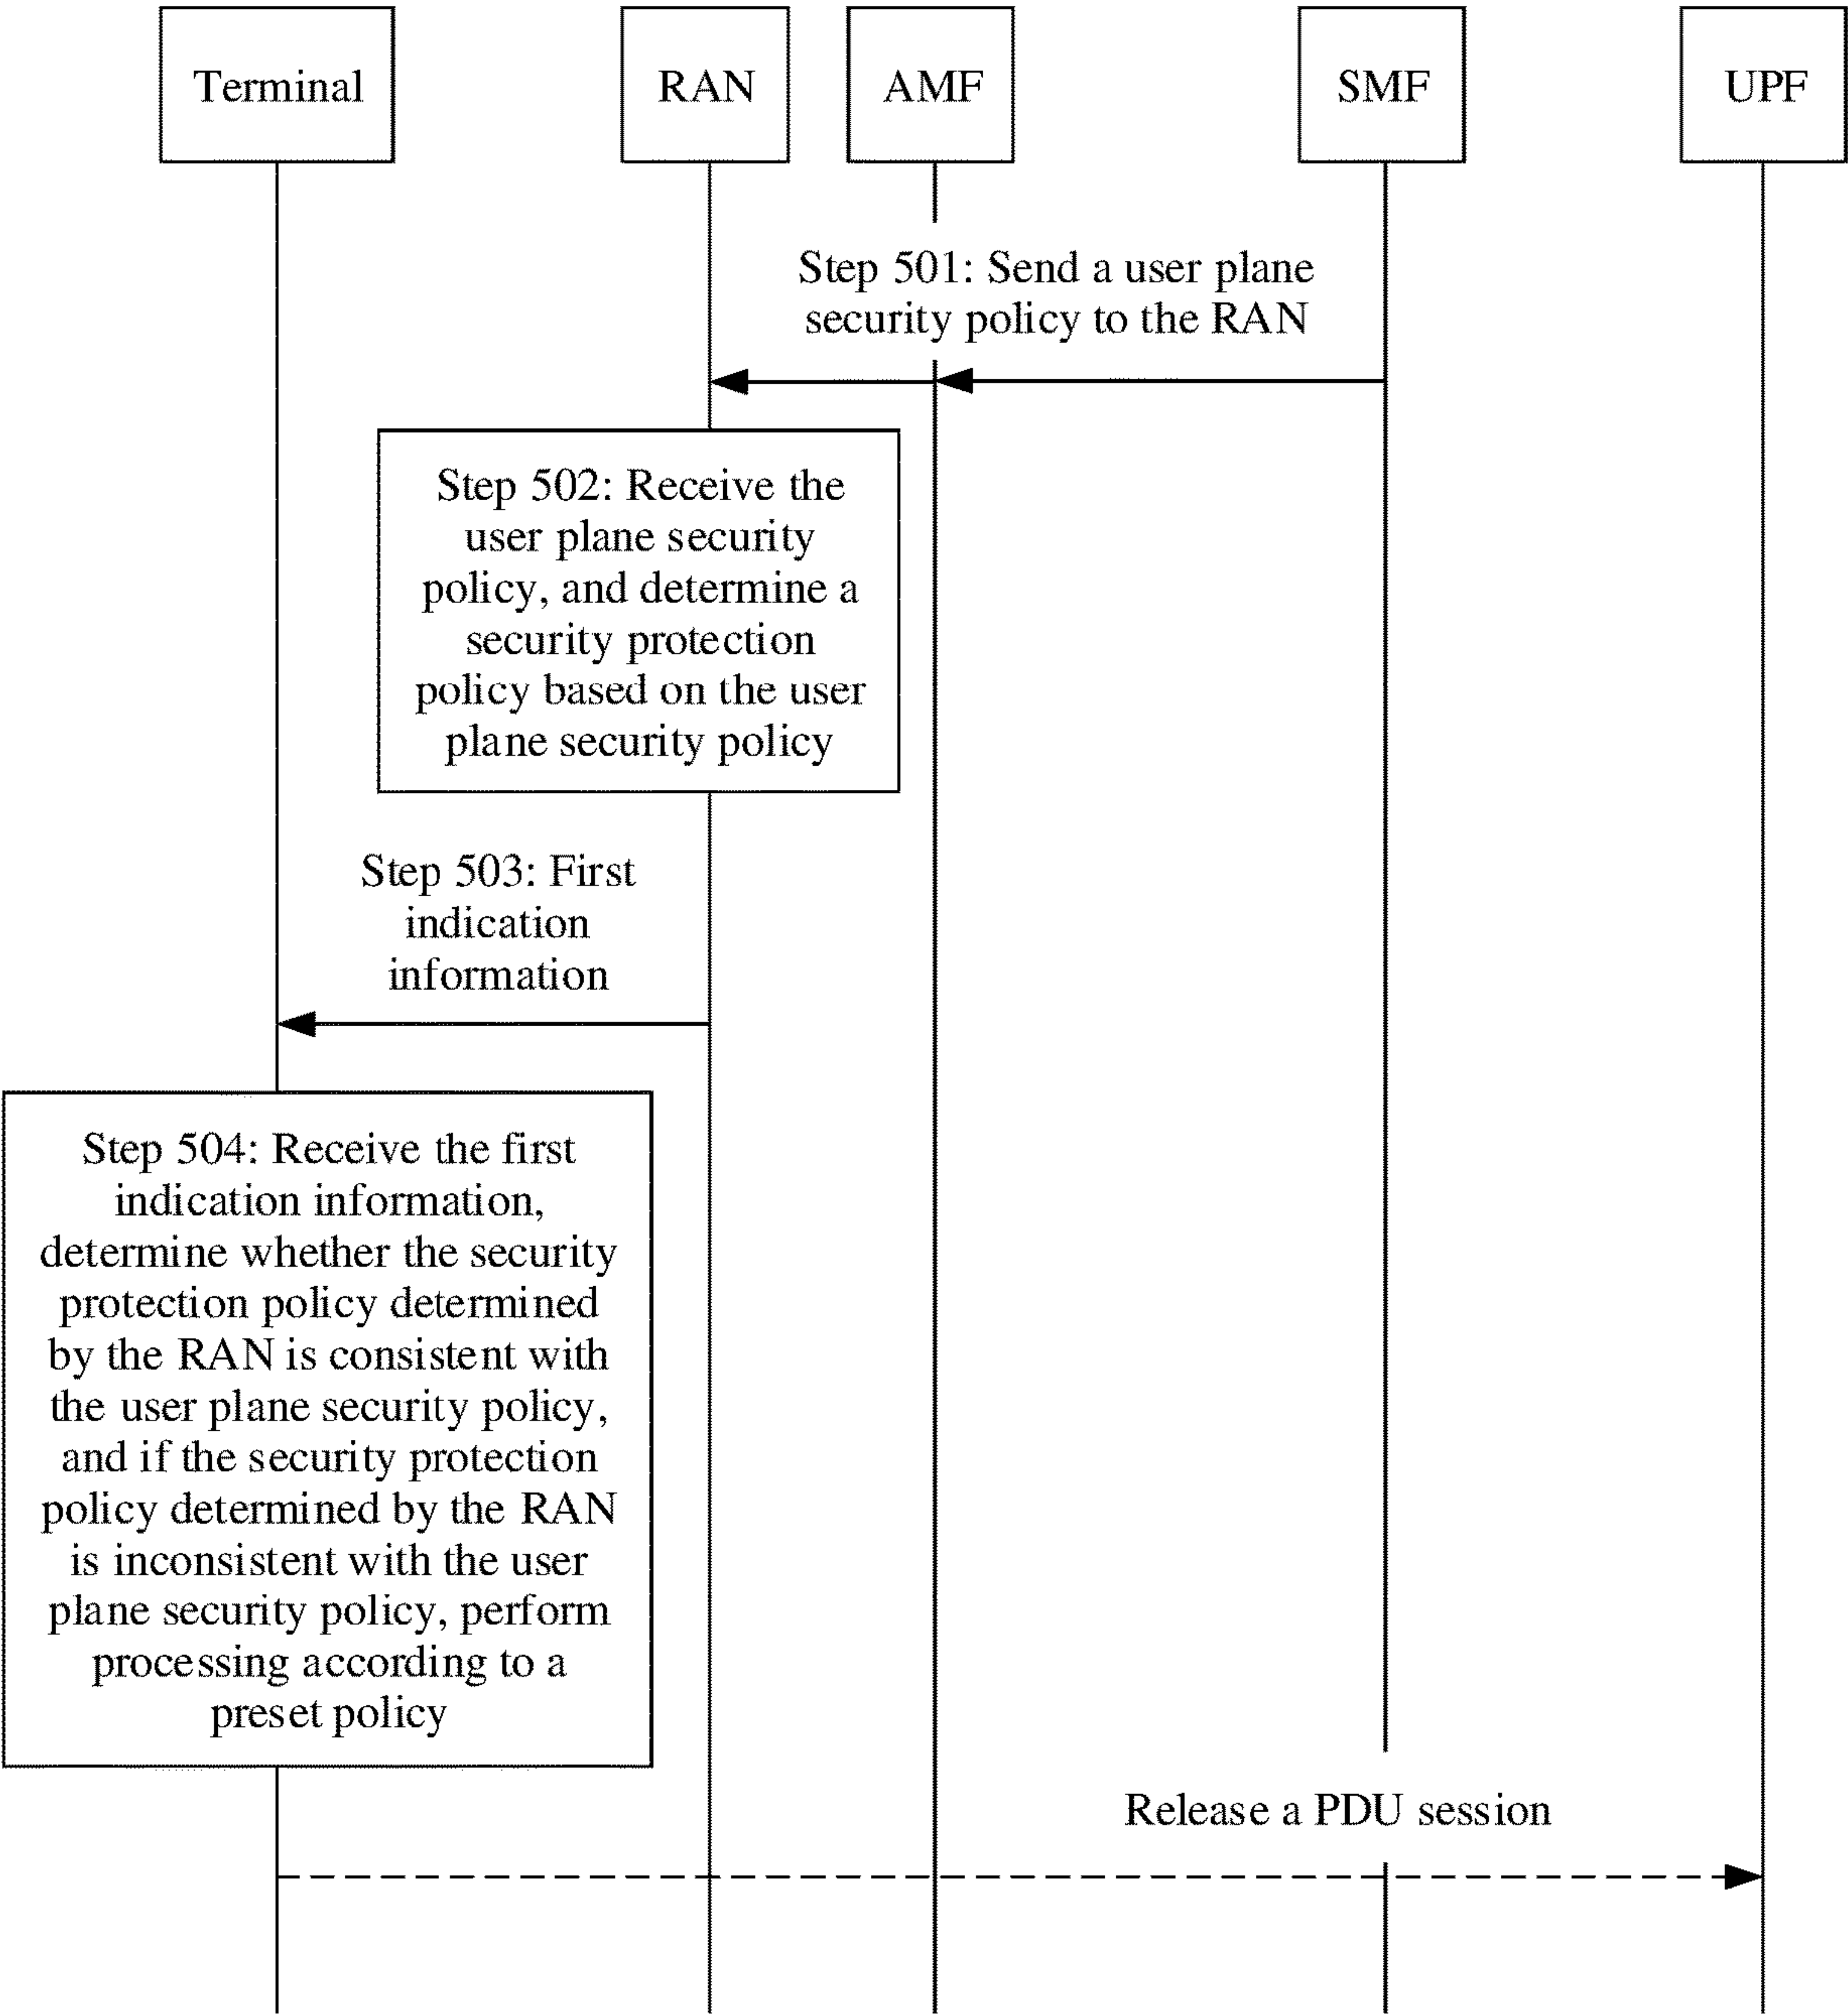 Terminal
RAN
AMF
SMF
UPF
Step 501: Send a user plane
security policy to the RAN
Step 502: Receive the
user plane security
policy, and determine a
security protection
policy based on the user
plane security policy
Step 503: First
indication
information
Step 504: Receive the first
indication information,
determine whether the security
protection policy determined
by the RAN is consistent with
the user plane security policy,
and if the security protection
policy determined by the RAN
is inconsistent with the user
plane security policy, perform
processing according to a
preset policy
Release a PDU session